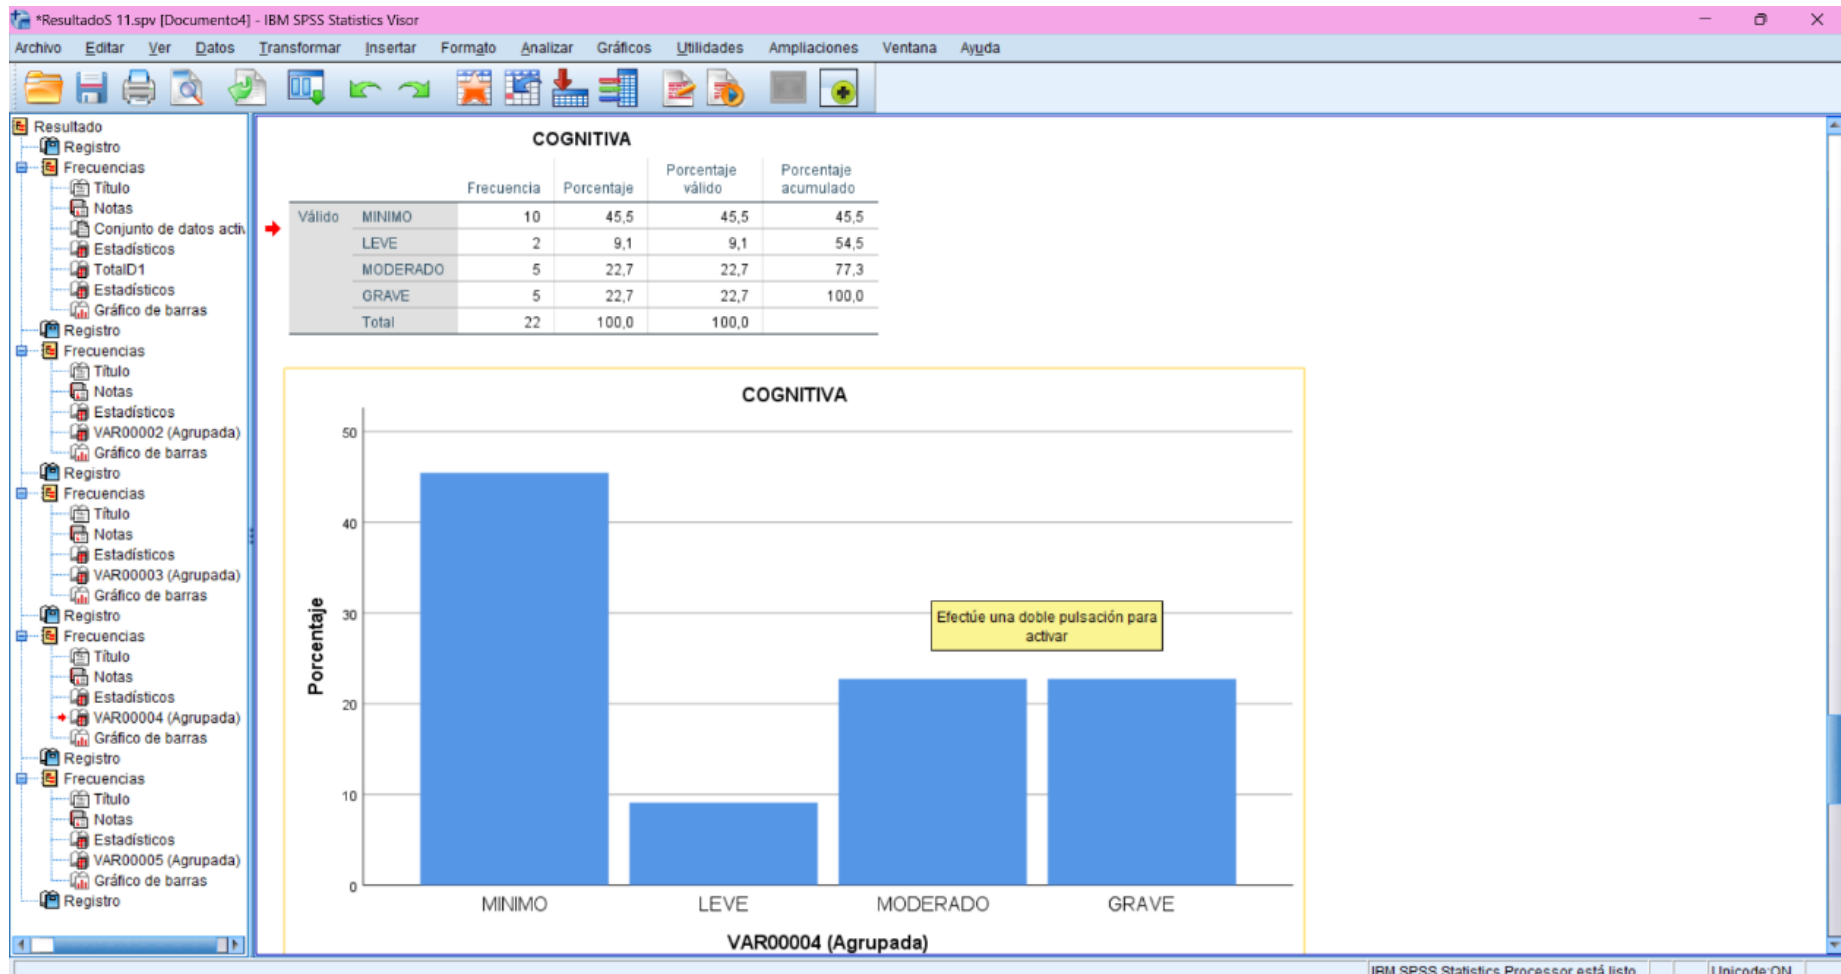 *ResultadoS 11.spv [Documento4] - IBM SPSS Statistics Visor
Archivo Editar Ver Datos Transformar Insertar Formato Analizar Gráficos Utilidades Ampliaciones Ventana Ayuda
Resultado
Registro
Frecuencias
Título
Notas
Conjunto de datos activ
Estadísticos
TotalD1
Estadísticos
Gráfico de barras
Registro
Frecuencias
Título
Notas
Estadísticos
VAR00002 (Agrupada)
Gráfico de barras
Registro
Frecuencias
Título
Notas
Estadísticos
VAR00003 (Agrupada)
Gráfico de barras
Registro
Frecuencias
Título
Notas
Estadísticos
VAR00004 (Agrupada)
Gráfico de barras
Registro
Frecuencias
Título
Notas
Estadísticos
VAR00005 (Agrupada)
Gráfico de barras
Registro
COGNITIVA
Frecuencia Porcentaje Porcentaje válido Porcentaje acumulado
Válido MINIMO 10 45,5 45,5 45,5
LEVE 2 9,1 9,1 54,5
MODERADO 5 22,7 22,7 77,3
GRAVE 5 22,7 22,7 100,0
Total 22 100,0 100,0
COGNITIVA
Porcentaje
50
40
30
20
10
0
Efectúe una doble pulsación para
activar
MINIMO LEVE MODERADO GRAVE
VAR00004 (Agrupada)
IBM SPSS Statistics Processor está listo Unicode:ON